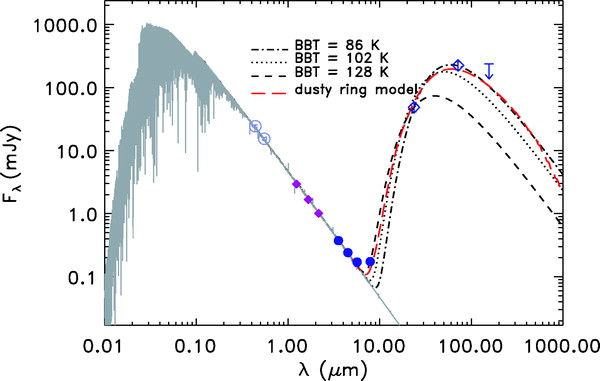 1000.0
100.0
10.0
1.0
0.1
F_λ (mJy)
BBT = 86 K
BBT = 102 K
BBT = 128 K
dusty ring model
0.01 0.10 1.00 10.00 100.00 1000.00
λ (μm)